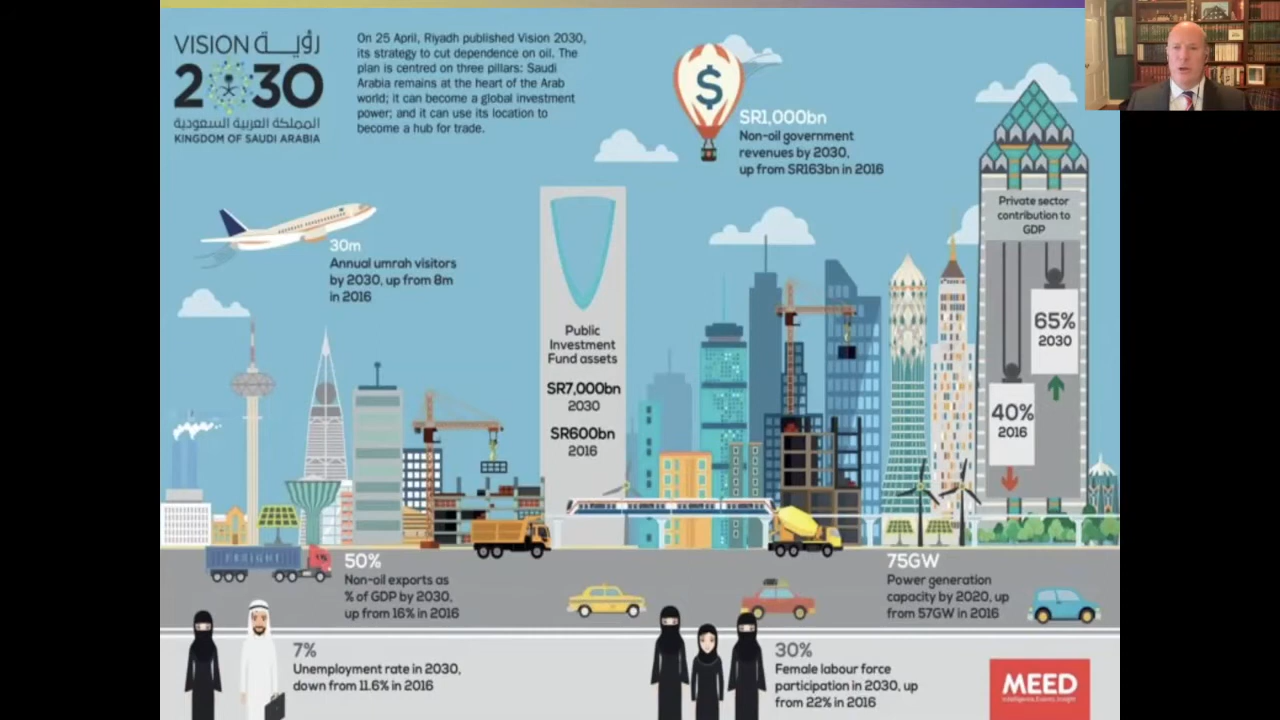 VISION رؤيـــة
2030
المملكة العربية السعودية
KINGDOM OF SAUDI ARABIA
On 25 April, Riyadh published Vision 2030,
its strategy to cut dependence on oil. The
plan is centred on three pillars: Saudi
Arabia remains at the heart of the Arab
world; it can become a global investment
power; and it can use its location to
become a hub for trade.
$
SR1,000bn
Non-oil government
revenues by 2030,
up from SR163bn in 2016
Private sector
contribution to
GDP
65%
2030
40%
2016
30m
Annual umrah visitors
by 2030, up from 8m
in 2016
Public
Investment
Fund assets
SR7,000bn
2030
SR600bn
2016
FREIGHT
50%
Non-oil exports as
% of GDP by 2030,
up from 16% in 2016
75GW
Power generation
capacity by 2020, up
from 57GW in 2016
7%
Unemployment rate in 2030,
down from 11.6% in 2016
30%
Female labour force
participation in 2030, up
from 22% in 2016
MEED